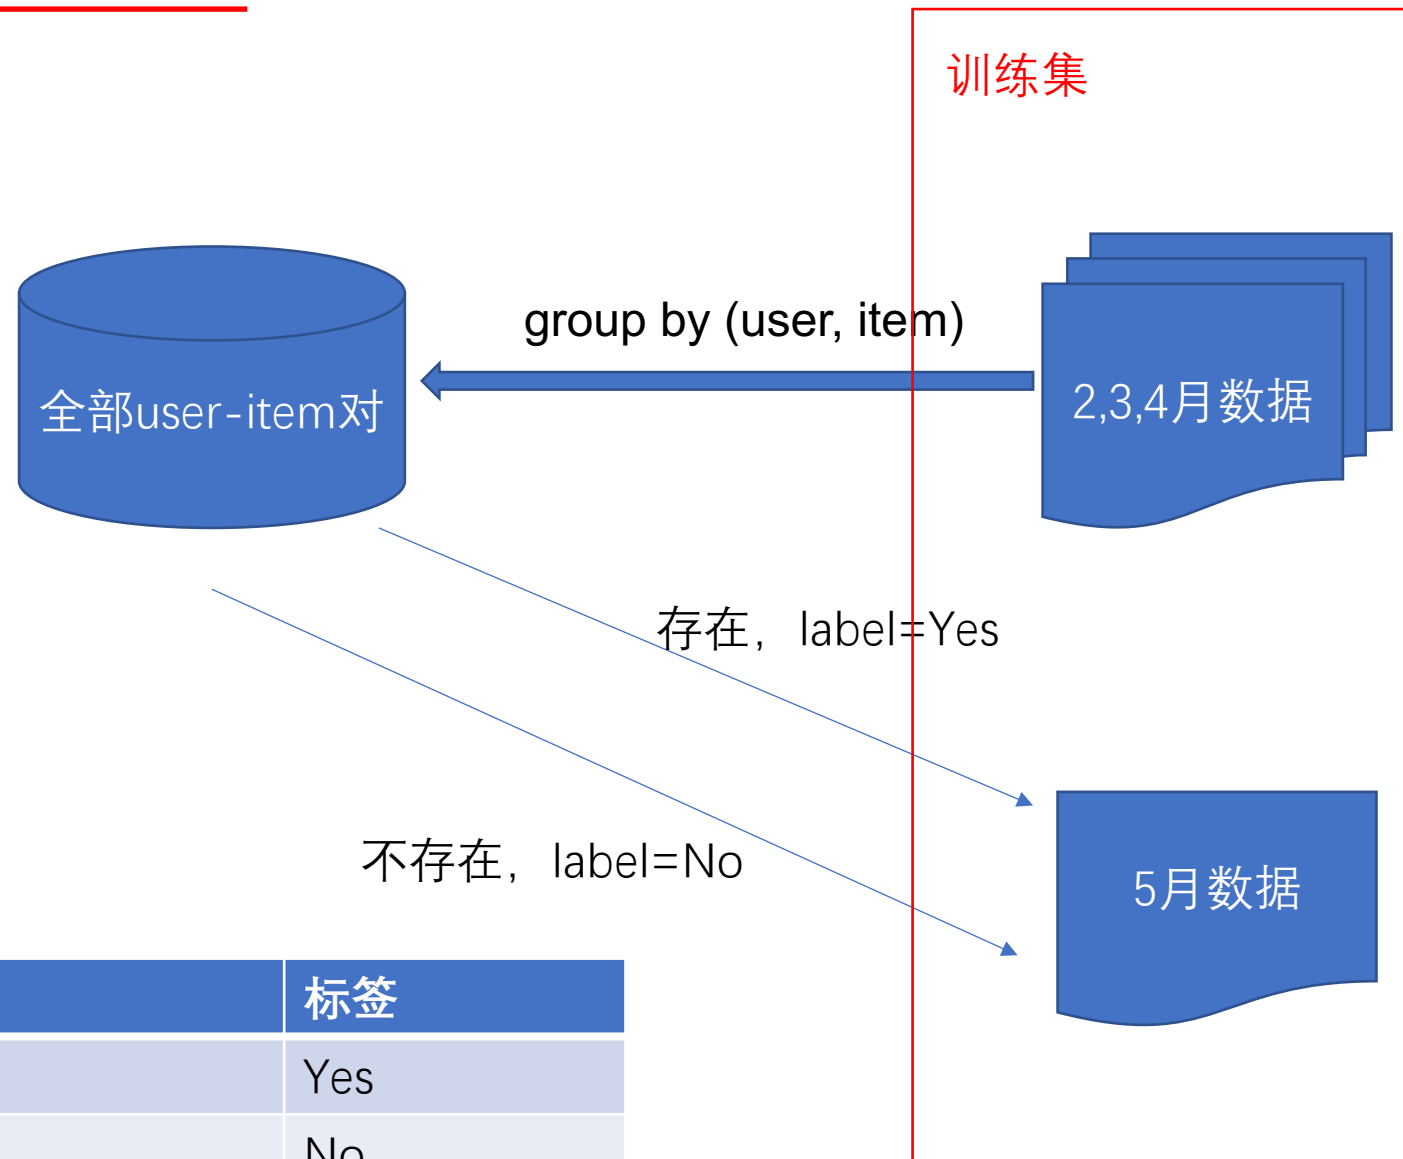 训练集
group by (user, item)
全部user-item对
2,3,4月数据
存在，label=Yes
不存在，label=No
5月数据
标签
Yes
No